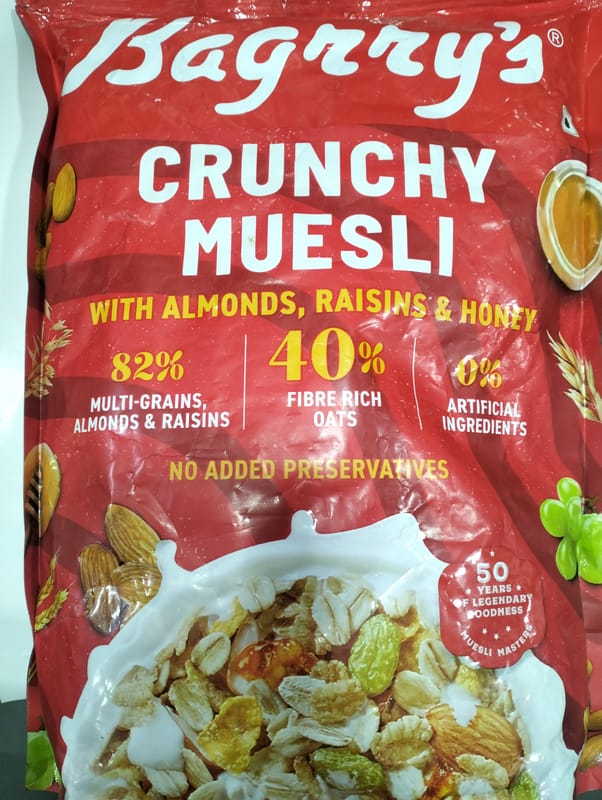 Bagrry's®
CRUNCHY
MUESLI
WITH ALMONDS, RAISINS & HONEY
82%
MULTI-GRAINS,
ALMONDS & RAISINS
40%
FIBRE RICH
OATS
0%
ARTIFICIAL
INGREDIENTS
NO ADDED PRESERVATIVES
50
YEARS
OF LEGENDARY
GOODNESS
MUESLI MASTERS